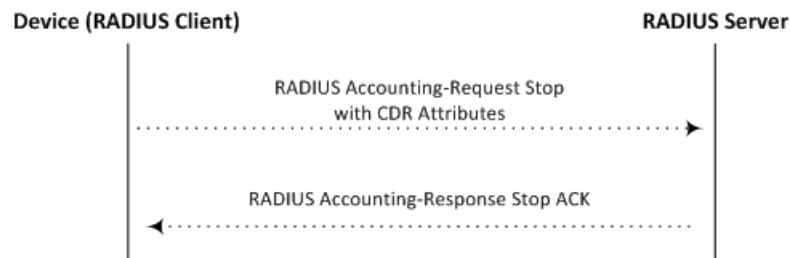 Device (RADIUS Client)
RADIUS Server
RADIUS Accounting-Request Stop
with CDR Attributes
RADIUS Accounting-Response Stop ACK